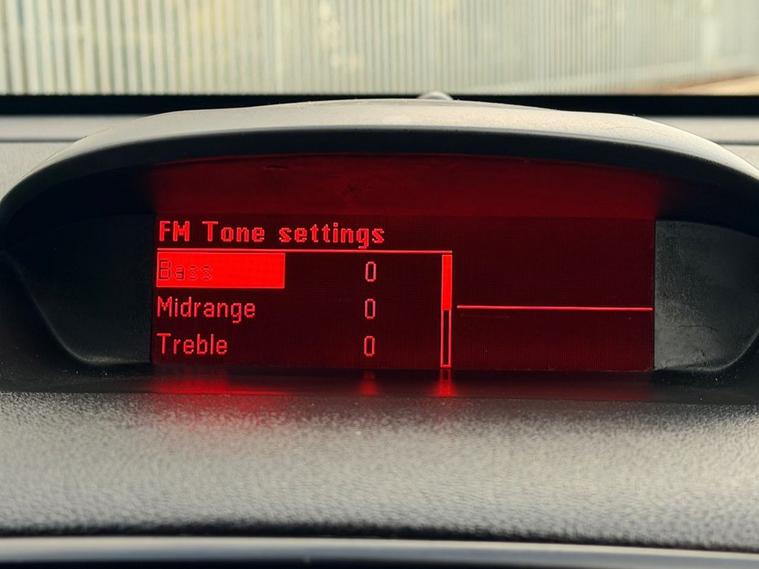 FM Tone settings
Bass 0
Midrange 0
Treble 0